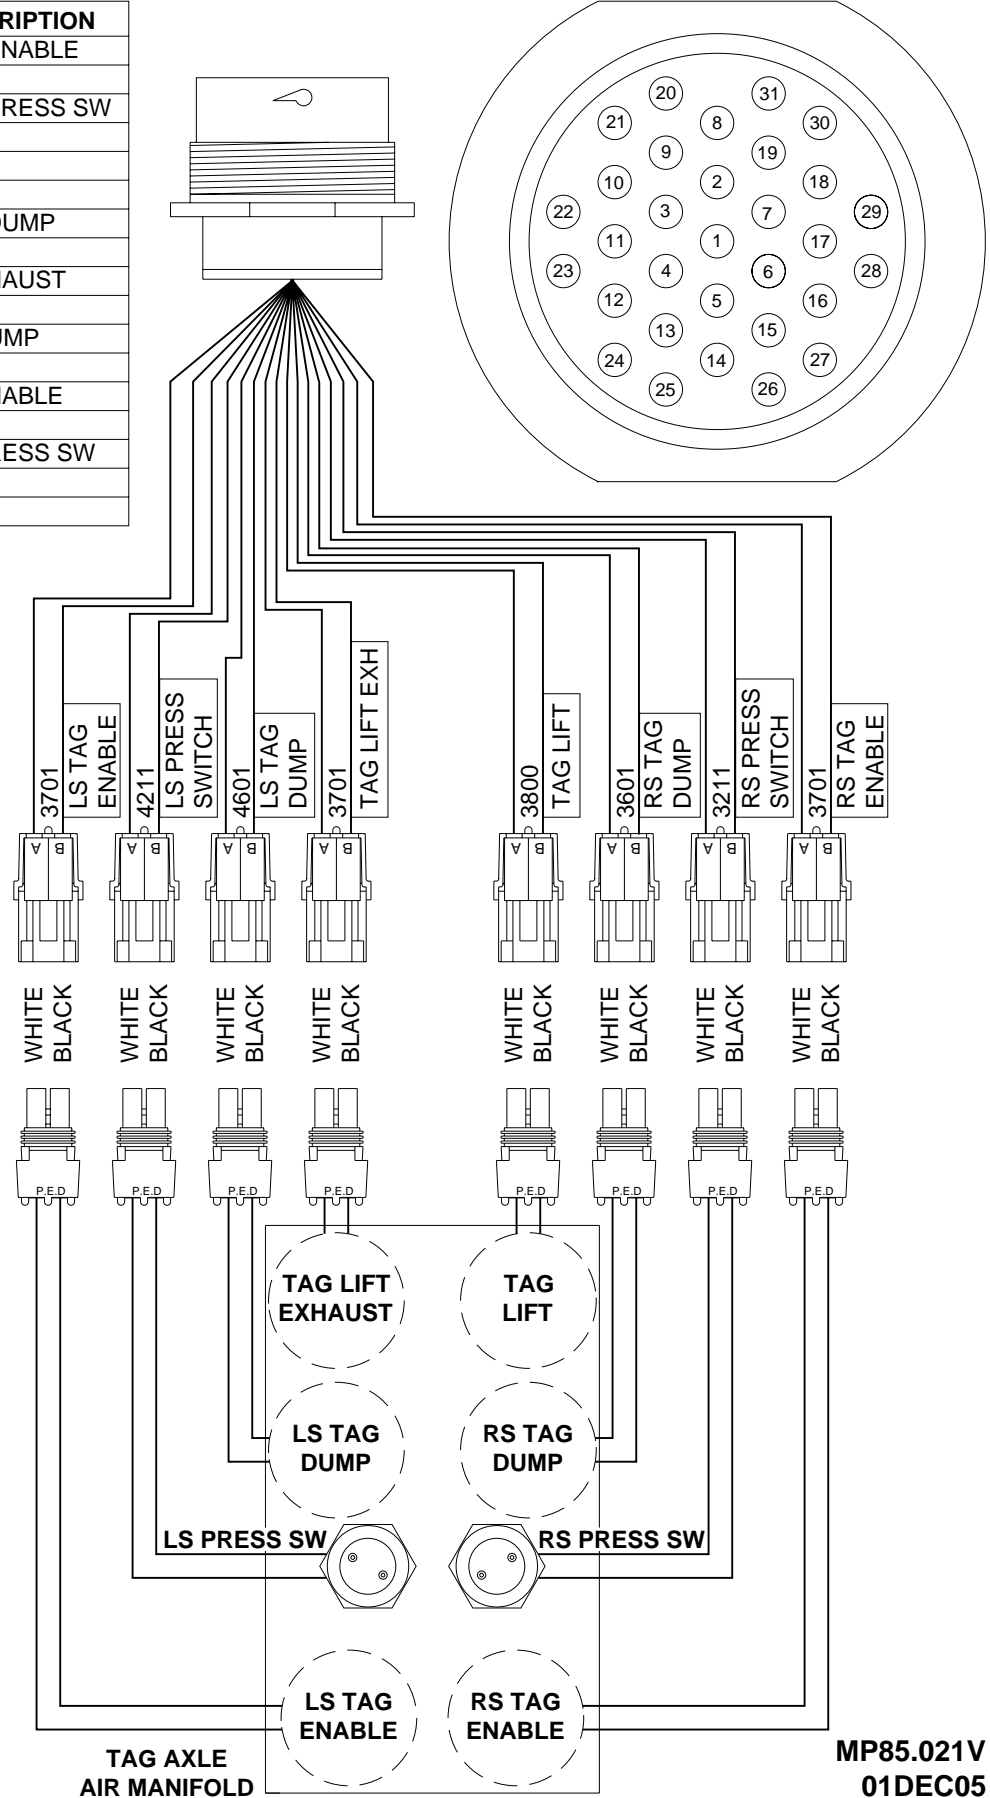 RIPTION
NABLE
RESS SW
DUMP
HAUST
UMP
NABLE
RESS SW
20
31
21
8
30
9
19
10
2
18
22
3
7
29
11
1
17
23
4
6
28
12
5
16
13
15
24
14
27
25
26
3701
LS TAG
ENABLE
4211
LS PRESS
SWITCH
4601
LS TAG
DUMP
3701
TAG LIFT EXH
3800
TAG LIFT
3601
RS TAG
DUMP
3211
RS PRESS
SWITCH
3701
RS TAG
ENABLE
A B
A B
A B
A B
A B
A B
A B
A B
WHITE
BLACK
WHITE
BLACK
WHITE
BLACK
WHITE
BLACK
WHITE
BLACK
WHITE
BLACK
WHITE
BLACK
WHITE
BLACK
P.E.D
P.E.D
P.E.D
P.E.D
P.E.D
P.E.D
P.E.D
P.E.D
TAG LIFT
EXHAUST
TAG
LIFT
LS TAG
DUMP
RS TAG
DUMP
LS PRESS SW
RS PRESS SW
LS TAG
ENABLE
RS TAG
ENABLE
TAG AXLE
AIR MANIFOLD
MP85.021V
01DEC05